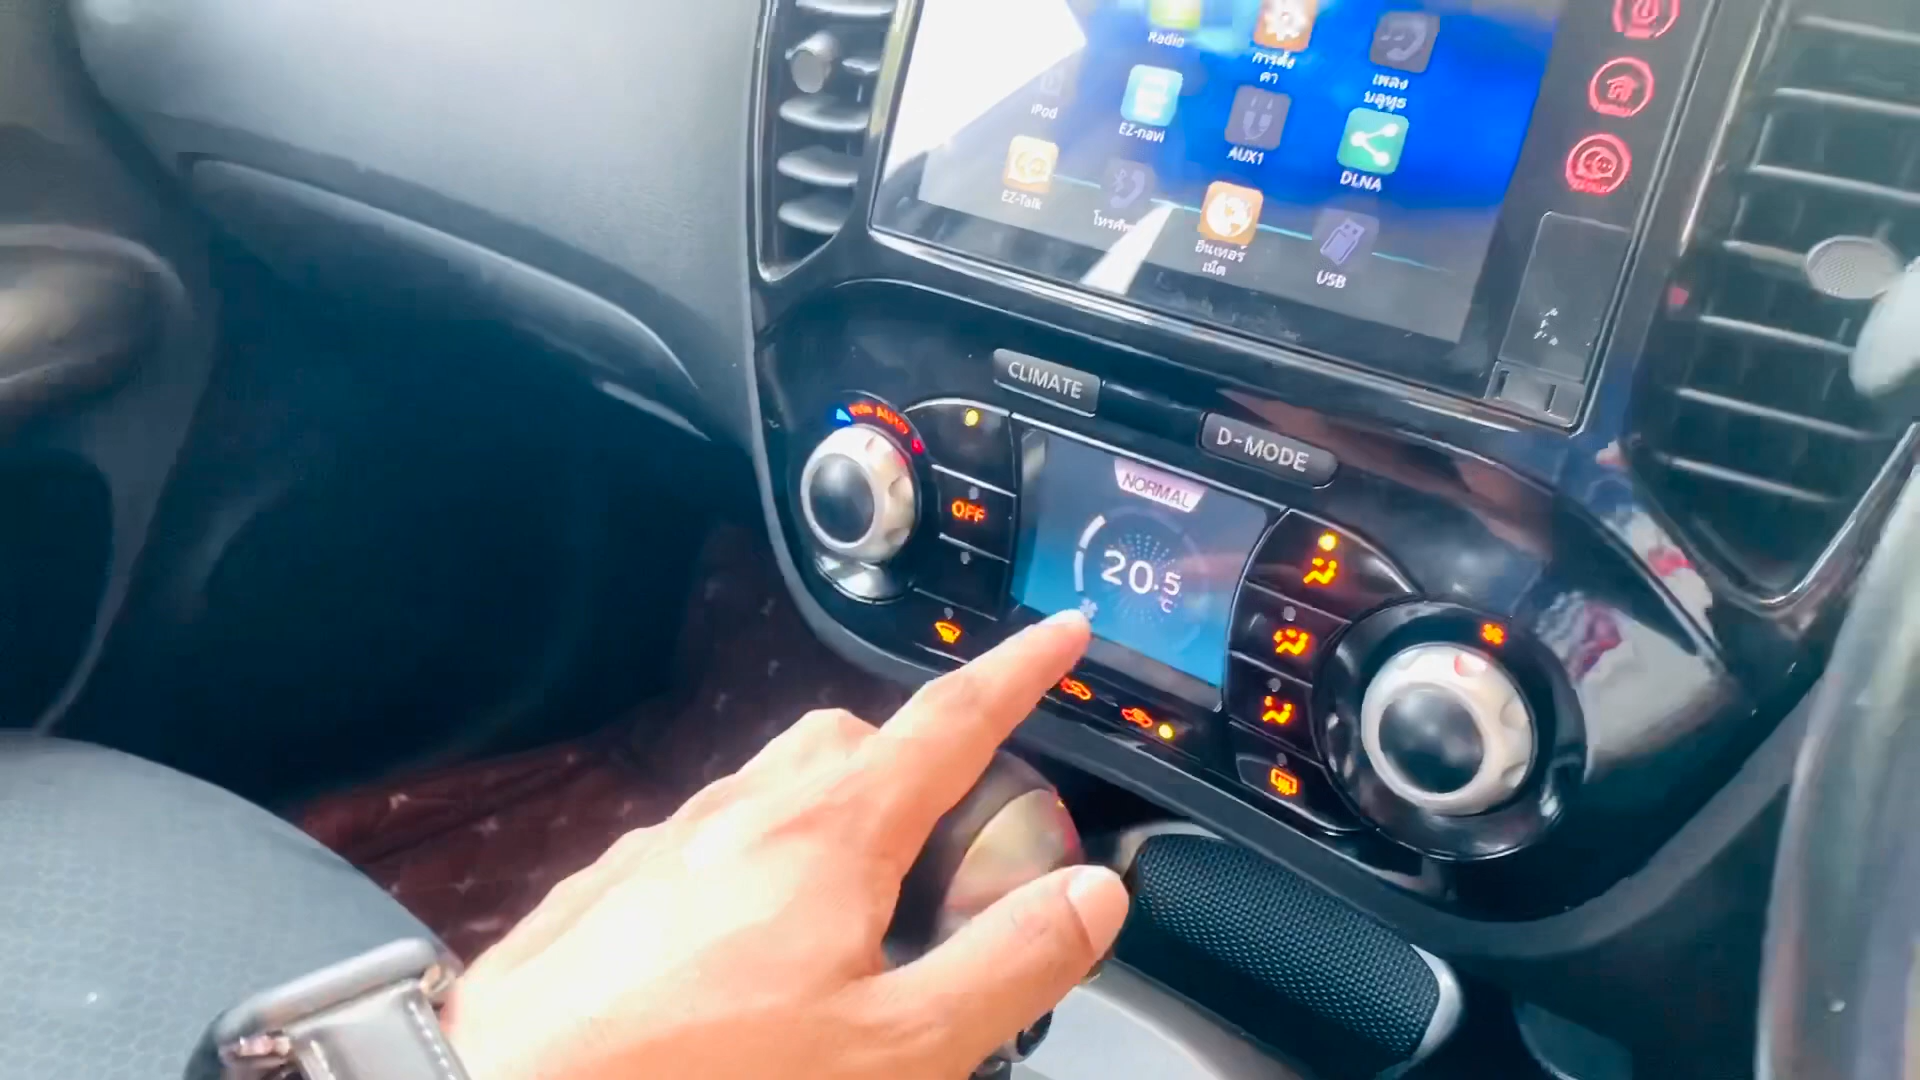 Radio
การตั้ง
ค่า
เพลง
บลูทูธ
iPod
EZ-navi
AUX1
DLNA
EZ-Talk
อินเทอร์
เน็ต
USB
CLIMATE
D-MODE
AUTO
OFF
NORMAL
20.5
°C